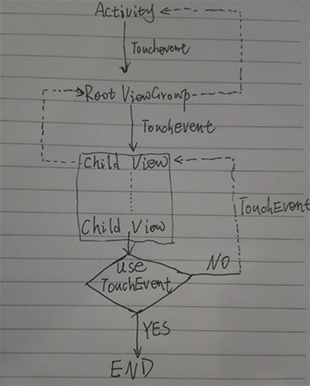 Activity
Touchevent
Root ViewGroup
Touchevent
Child View
TouchEvent
Child View
use
TouchEvent
NO
YES
END